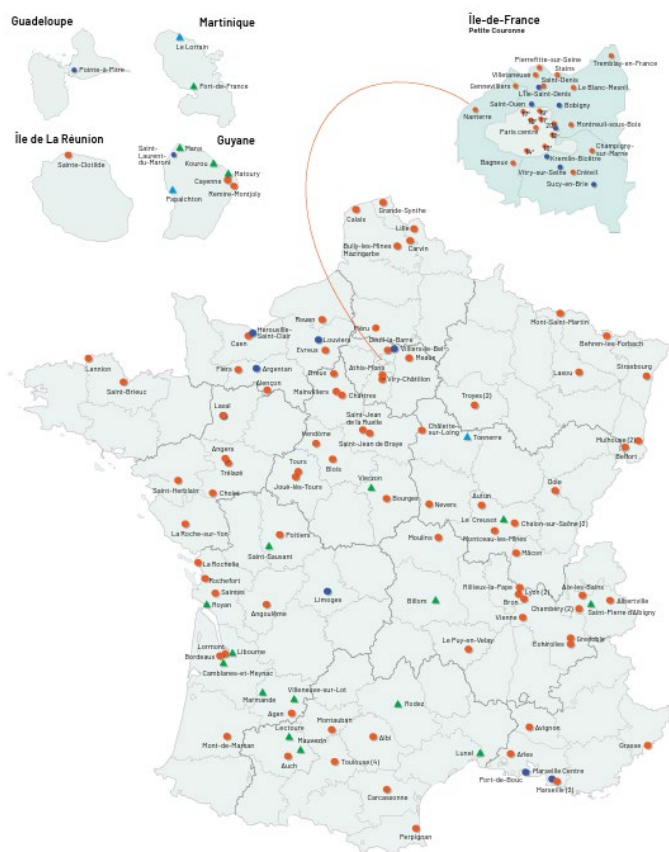 Guadeloupe
Pointe-à-Pitre
Martinique
Le Lorrain
Fort-de-France
Île de La Réunion
Sainte-Clotilde
Guyane
Saint-
Laurent-
du-Maroni
Mana
Kourou
Matoury
Cayenne
Remire-Montjoly
Papaïchton
Île-de-France
Petite Couronne
Pierrefitte-sur-Seine
Stains
Tremblay-en-France
Villetaneuse
Saint-Denis
Gennevilliers
Le Blanc-Mesnil
L'Île-Saint-Denis
Saint-Ouen
Bobigny
Nanterre
Montreuil-sous-Bois
Paris centre
Champigny-
sur-Marne
Bagneux
Kremlin-Bicêtre
Vitry-sur-Seine
Créteil
Sucy-en-Brie
Grande-Synthe
Calais
Lille
Bully-les-Mines
Mazingarbe
Carvin
Rouen
Hérouville-
Saint-Clair
Caen
Louviers
Evreux
Méru
Deuil-la-Barre
Villiers-le-Bel
Meaux
Mont-Saint-Martin
Behren-les-Forbach
Strasbourg
Lannion
Saint-Brieuc
Flers
Argentan
Alençon
Dreux
Athis-Mons
Viry-Châtillon
Mainvilliers
Chartres
Troyes (2)
Laval
Saint-Jean
de la Ruelle
Saint-Jean de Braye
Châlette-
sur-Loing
Tonnerre
Mulhouse (2)
Belfort
Vendôme
Angers
Trélazé
Tours
Blois
Joué-lès-Tours
Vierzon
Bourges
Nevers
Autun
Dole
Saint-Herblain
Cholet
Le Creusot
Chalon-sur-Saône (2)
Montceau-les-Mines
La Roche-sur-Yon
Poitiers
Saint-Sauvant
Moulins
Mâcon
La Rochelle
Rochefort
Saintes
Royan
Angoulême
Limoges
Billom
Rillieux-la-Pape
Lyon (2)
Bron
Vienne
Aix-les-Bains
Albertville
Chambéry (2)
Saint-Pierre-d'Albigny
Lormont
Libourne
Bordeaux
Camblanes-et-Meynac
Le Puy-en-Velay
Grenoble
Echirolles
Marmande
Villeneuve-sur-Lot
Agen
Rodez
Lectoure
Montauban
Mauvezin
Albi
Mont-de-Marsan
Auch
Toulouse (4)
Lunel
Avignon
Arles
Grasse
Port-de-Bouc
Marseille Centre
Marseille (3)
Carcassonne
Perpignan